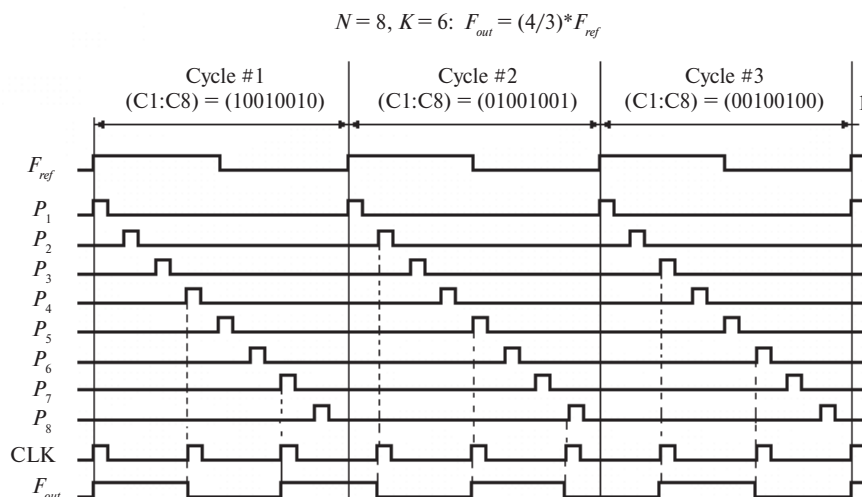 N = 8, K = 6: F_out = (4/3)*F_ref
Cycle #1
(C1:C8) = (10010010)
Cycle #2
(C1:C8) = (01001001)
Cycle #3
(C1:C8) = (00100100)
1
F_ref
P_1
P_2
P_3
P_4
P_5
P_6
P_7
P_8
CLK
F_out